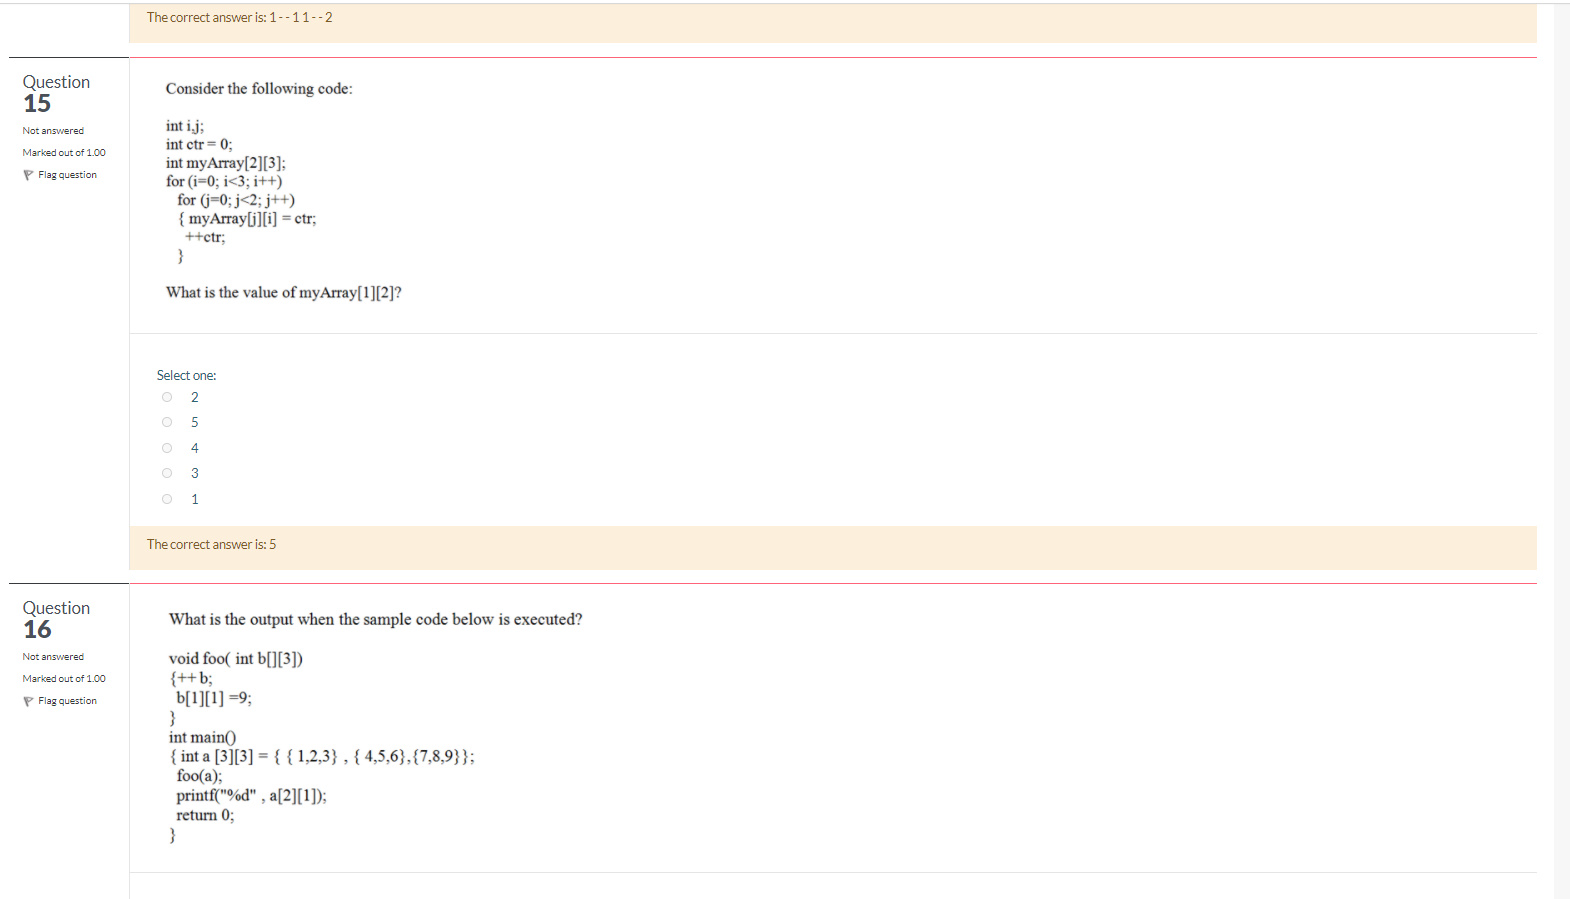 The correct answer is: 1 - - 1 1 - - 2
Question
15
Not answered
Marked out of 1.00
Flag question
Consider the following code:
int i,j;
int ctr = 0;
int myArray[2][3];
for (i=0; i<3; i++)
for (j=0; j<2; j++)
{ myArray[j][i] = ctr;
++ctr;
}
What is the value of myArray[1][2]?
Select one:
2
5
4
3
1
The correct answer is: 5
Question
16
Not answered
Marked out of 1.00
Flag question
What is the output when the sample code below is executed?
void foo( int b[][3])
{++ b;
b[1][1] =9;
}
int main()
{ int a [3][3] = { { 1,2,3} , { 4,5,6},{7,8,9}};
foo(a);
printf("%d" , a[2][1]);
return 0;
}